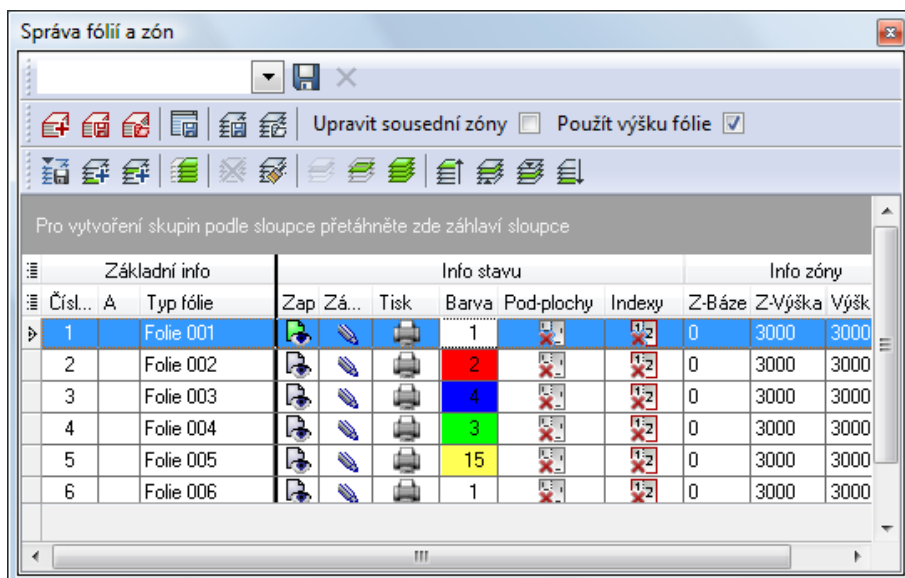 Správa fólií a zón
Upravit sousední zóny Použít výšku fólie
Pro vytvoření skupin podle sloupce přetáhněte zde záhlaví sloupce
Základní info Info stavu Info zóny
Čísl... A Typ fólie Zap Zá... Tisk Barva Pod-plochy Indexy Z-Báze Z-Výška Výšk
1 Folie 001 1 0 3000 3000
2 Folie 002 2 0 3000 3000
3 Folie 003 4 0 3000 3000
4 Folie 004 3 0 3000 3000
5 Folie 005 15 0 3000 3000
6 Folie 006 1 0 3000 3000